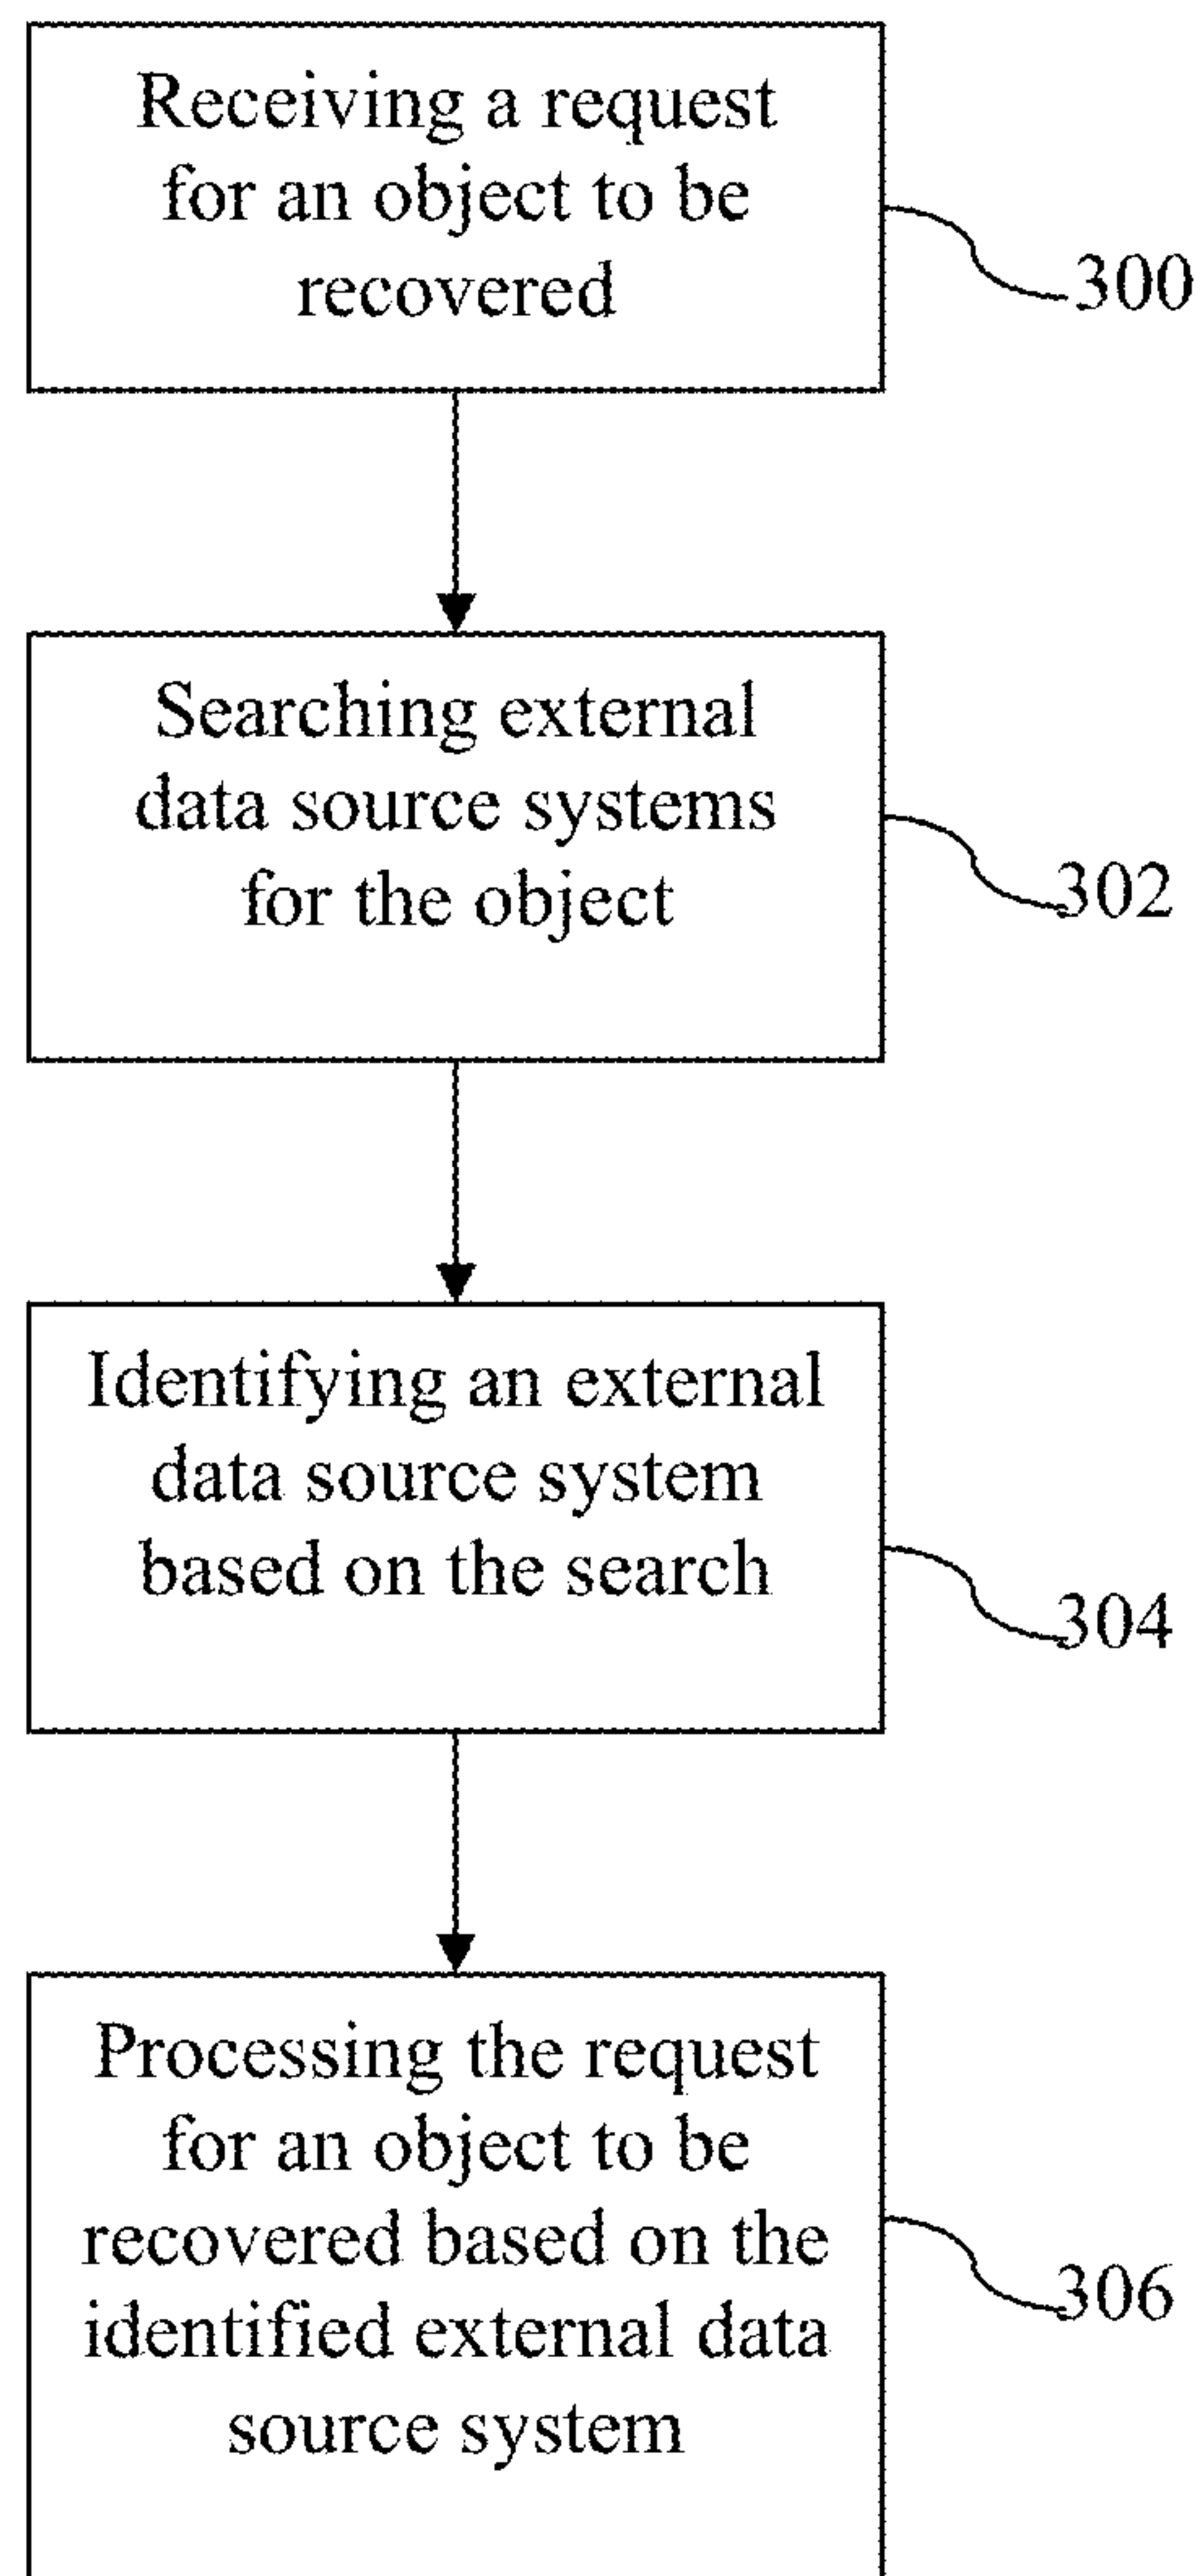 Receiving a request
for an object to be
recovered
300
Searching external
data source systems
for the object
302
Identifying an external
data source system
based on the search
304
Processing the request
for an object to be
recovered based on the
identified external data
source system
306